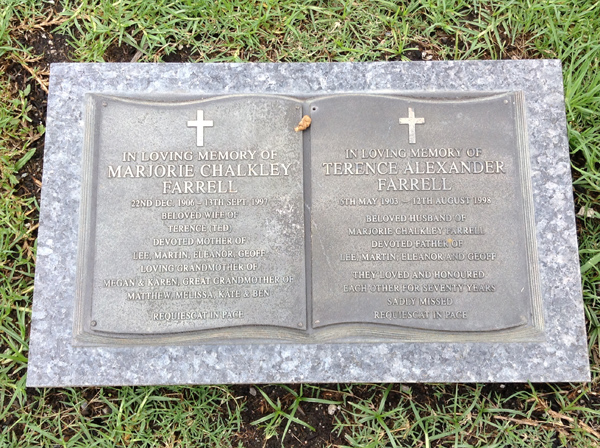 IN LOVING MEMORY OF
MARJORIE CHALKLEY
FARRELL
22ND DEC. 1906 – 13TH SEPT. 1997
BELOVED WIFE OF
TERENCE (TED)
DEVOTED MOTHER OF
LEE, MARTIN, ELEANOR, GEOFF
LOVING GRANDMOTHER OF
MEGAN & KAREN, GREAT GRANDMOTHER OF
MATTHEW, MELISSA, KATE & BEN
REQUIESCAT IN PACE
IN LOVING MEMORY OF
TERENCE ALEXANDER
FARRELL
MAY 1903 – 12TH AUGUST 1998
BELOVED HUSBAND OF
MARJORIE CHALKLEY FARRELL
DEVOTED FATHER OF
LEE, MARTIN, ELEANOR AND GEOFF
THEY LOVED AND HONOURED
EACH OTHER FOR SEVENTY YEARS
SADLY MISSED
REQUIESCAT IN PACE